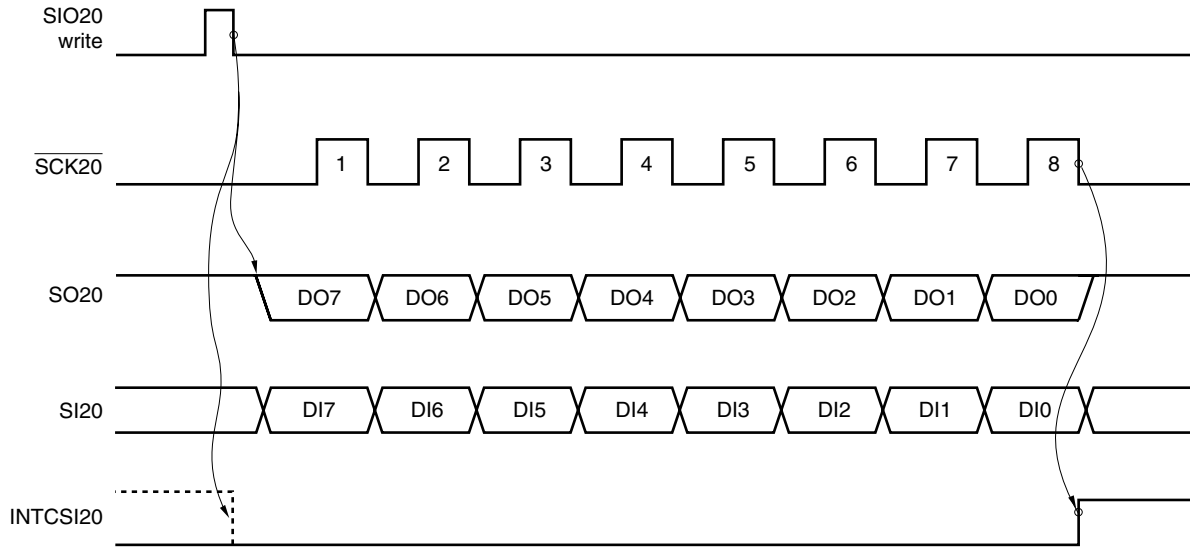 SIO20
write
SCK20
1 2 3 4 5 6 7 8
SO20
DO7 DO6 DO5 DO4 DO3 DO2 DO1 DO0
SI20
DI7 DI6 DI5 DI4 DI3 DI2 DI1 DI0
INTCSI20